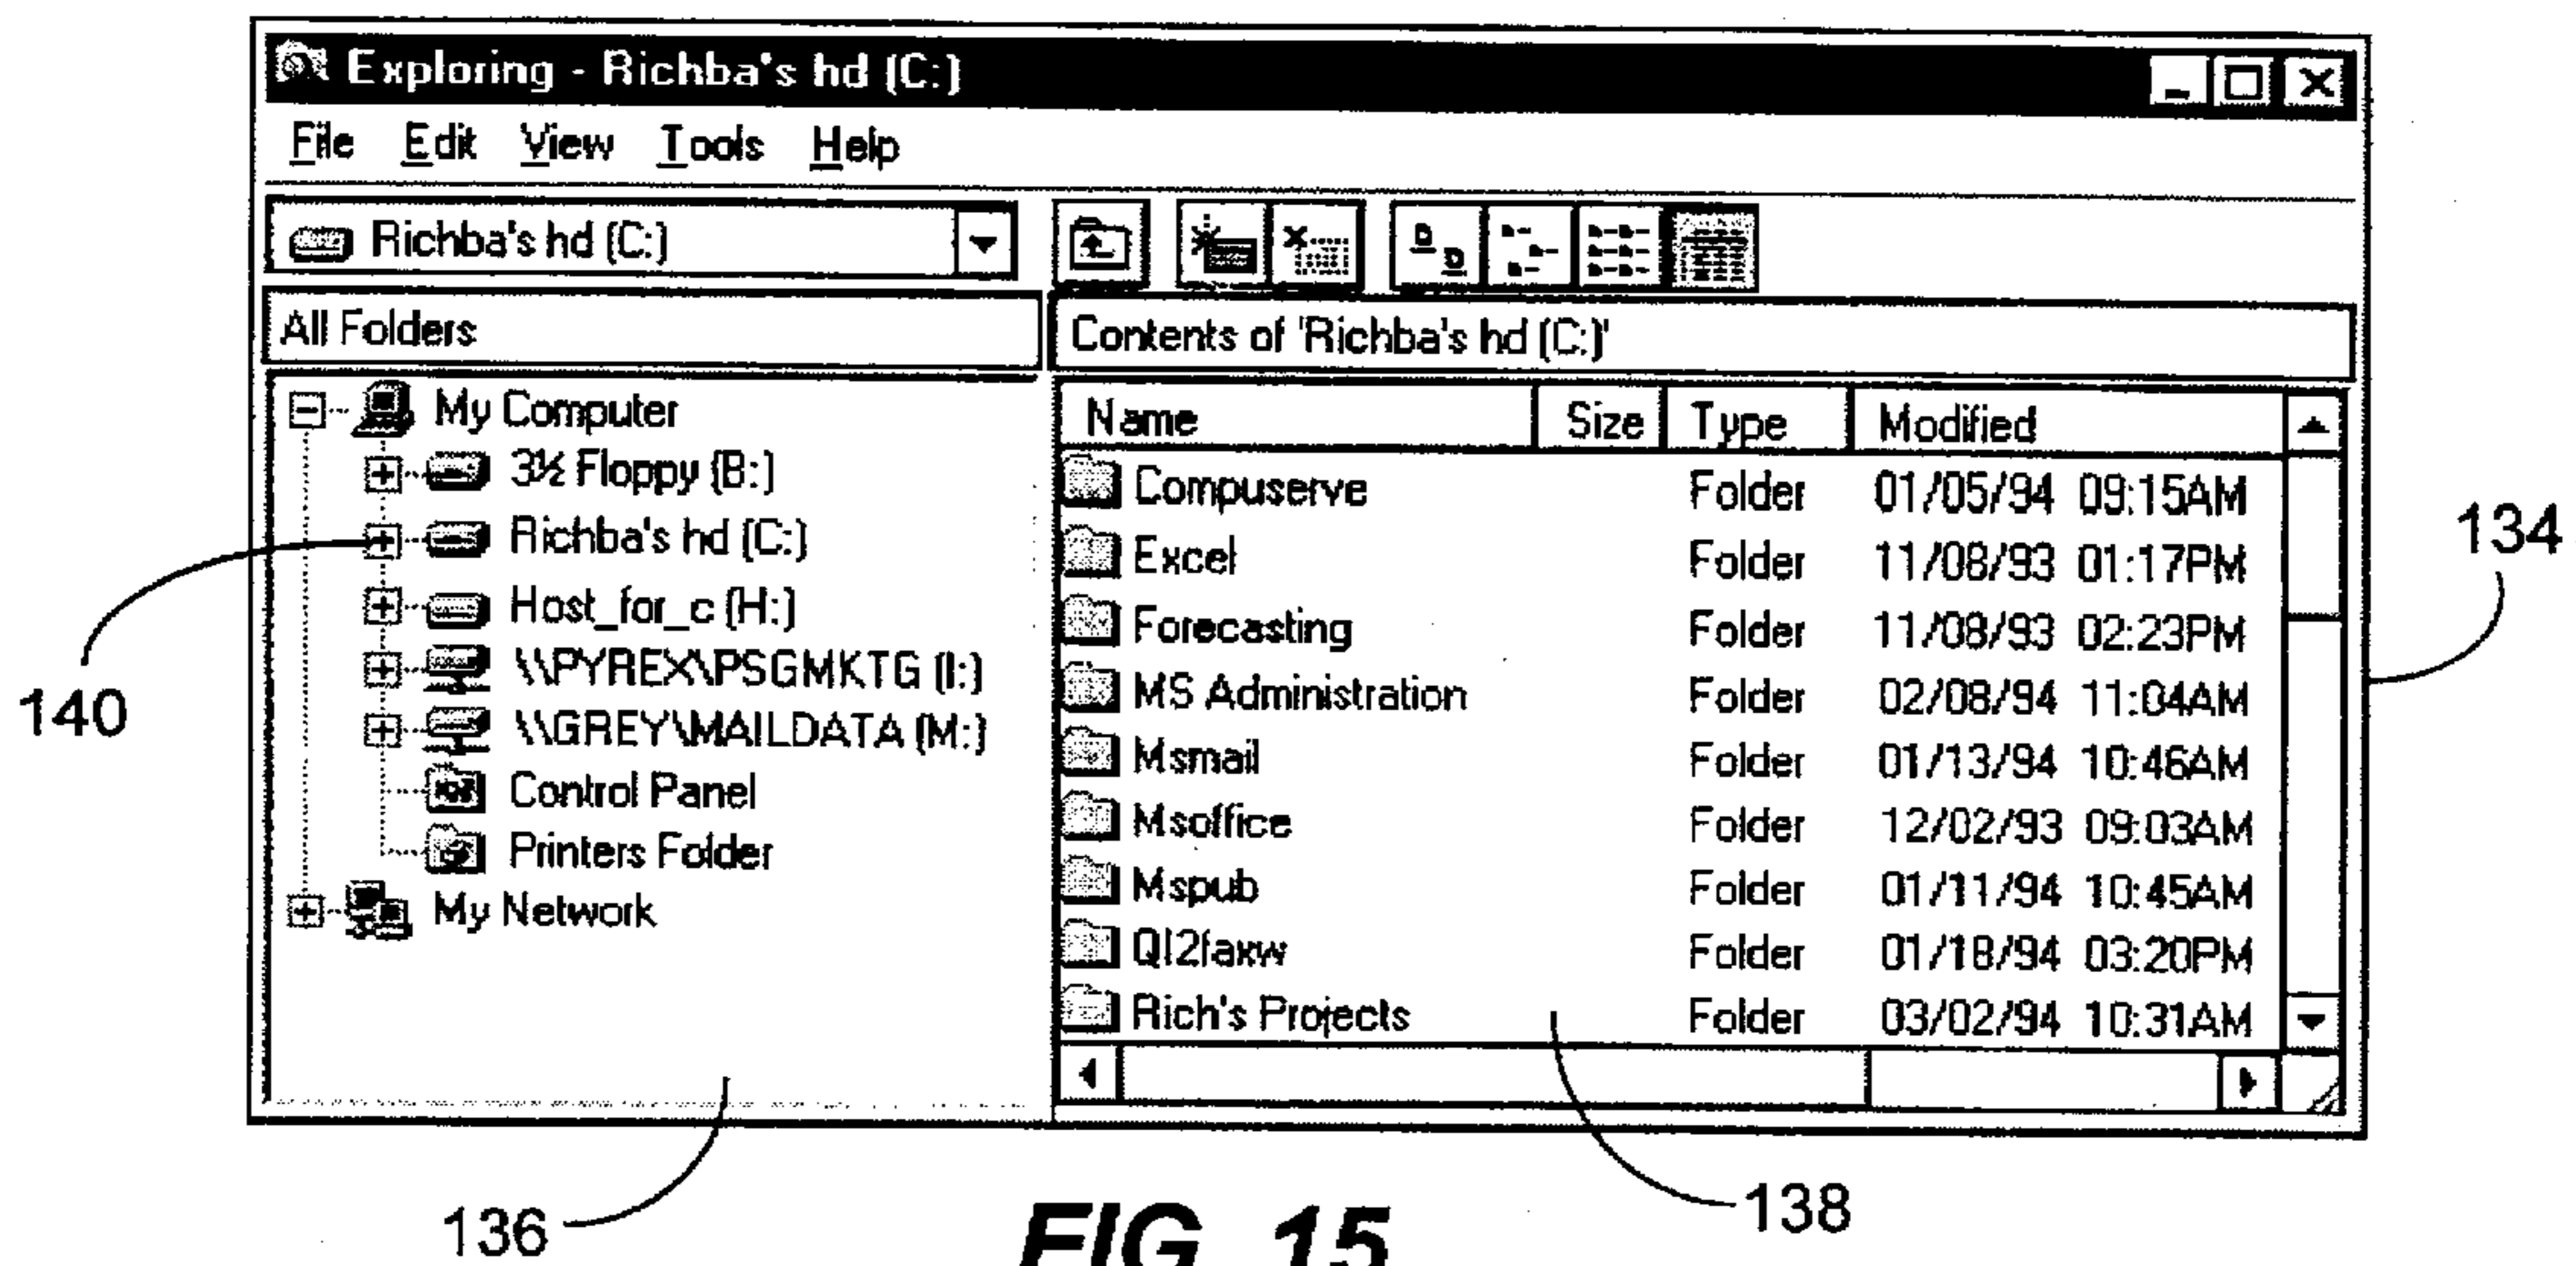 Exploring - Richba's hd (C:)
File Edit View Tools Help
Richba's hd (C:)
All Folders
Contents of 'Richba's hd (C:)'
My Computer
3½ Floppy (B:)
Richba's hd (C:)
Host_for_c (H:)
\\PYREX\PSGMKTG (I:)
\\GREY\MAILDATA (M:)
Control Panel
Printers Folder
My Network
Name Size Type Modified
Compuserve Folder 01/05/94 09:15AM
Excel Folder 11/08/93 01:17PM
Forecasting Folder 11/08/93 02:23PM
MS Administration Folder 02/08/94 11:04AM
Msmail Folder 01/13/94 10:46AM
Msoffice Folder 12/02/93 09:03AM
Mspub Folder 01/11/94 10:45AM
Ql2faxw Folder 01/18/94 03:20PM
Rich's Projects Folder 03/02/94 10:31AM
134
140
136
138
FIG. 15